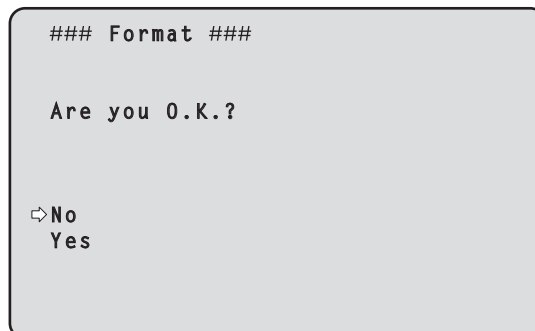 ### Format ###
Are you O.K.?
⇨No
Yes